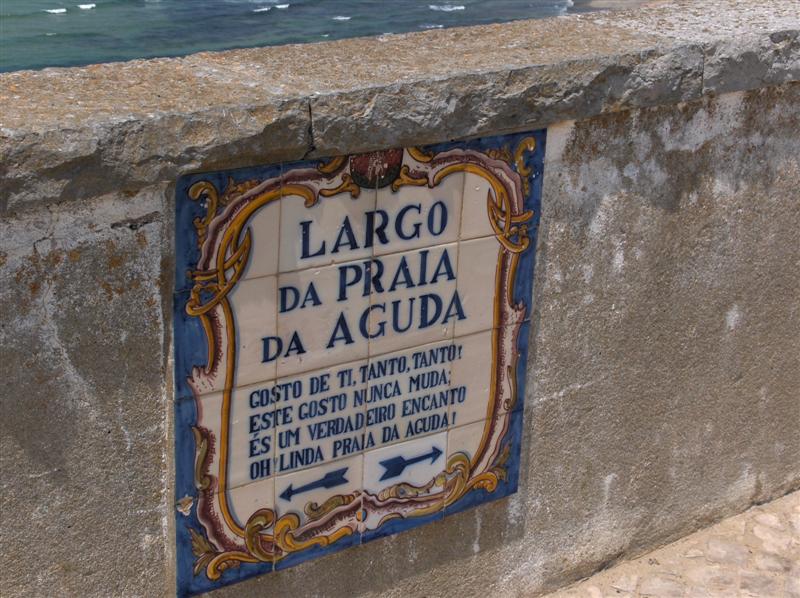 LARGO
DA PRAIA
DA AGUDA
GOSTO DE TI, TANTO, TANTO!
ESTE GOSTO NUNCA MUDA;
ÉS UM VERDADEIRO ENCANTO
OH! LINDA PRAIA DA AGUDA!